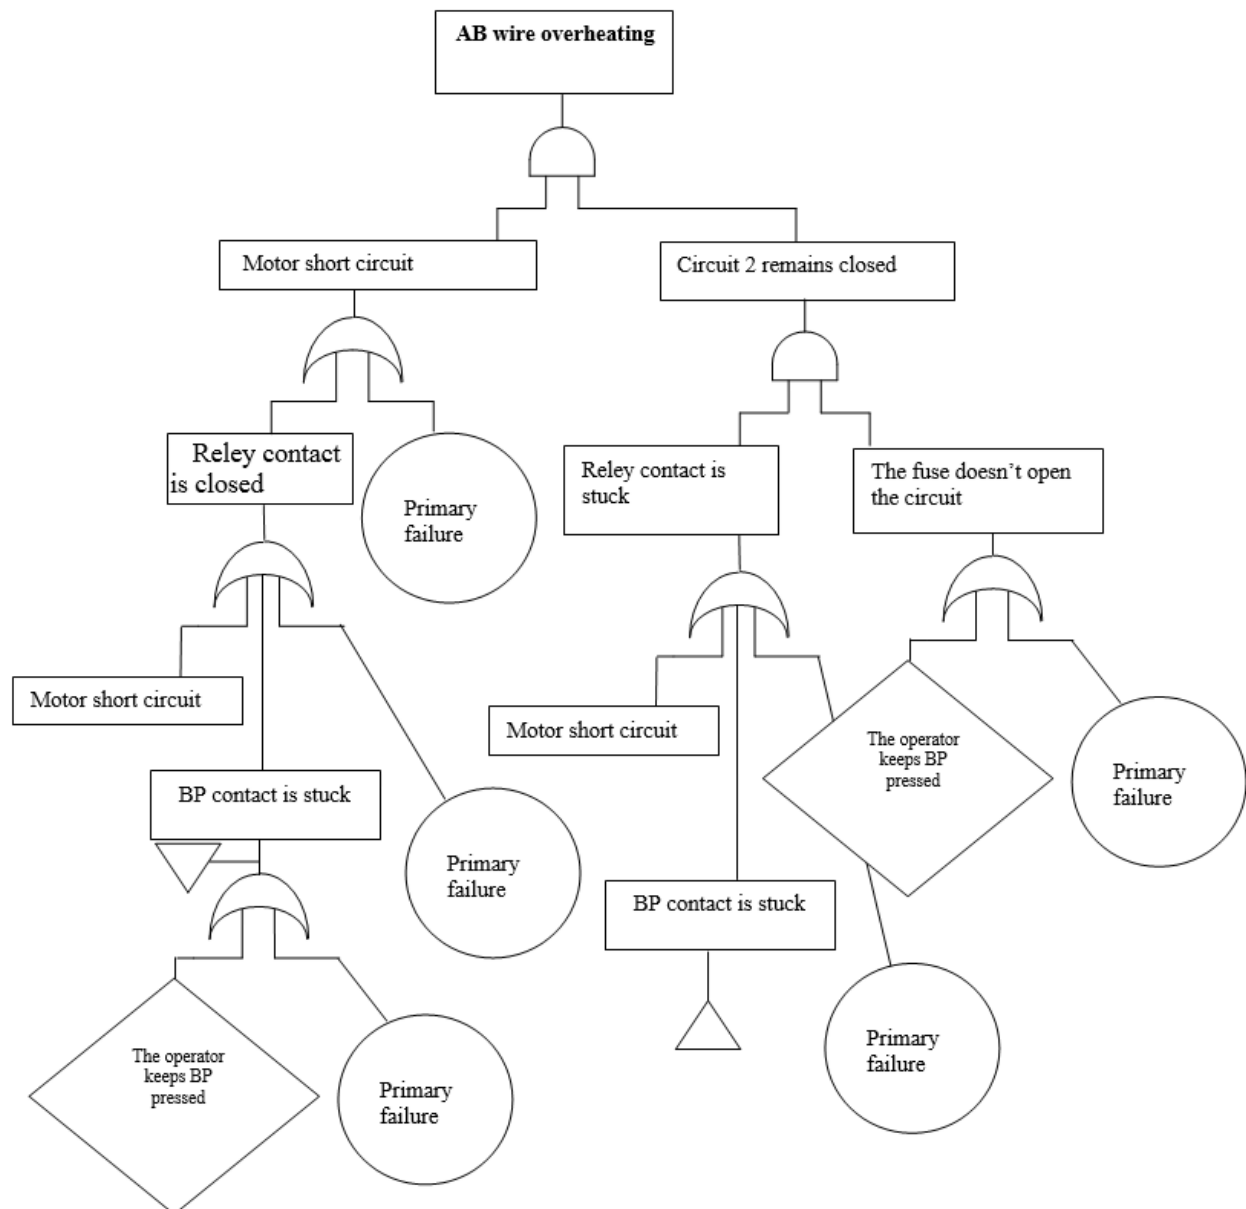 AB wire overheating
Motor short circuit
Circuit 2 remains closed
Reley contact
is closed
Primary
failure
Reley contact is
stuck
The fuse doesn’t open
the circuit
Motor short circuit
Motor short circuit
The operator
keeps BP
pressed
Primary
failure
BP contact is stuck
Primary
failure
BP contact is stuck
Primary
failure
The operator
keeps BP
pressed
Primary
failure